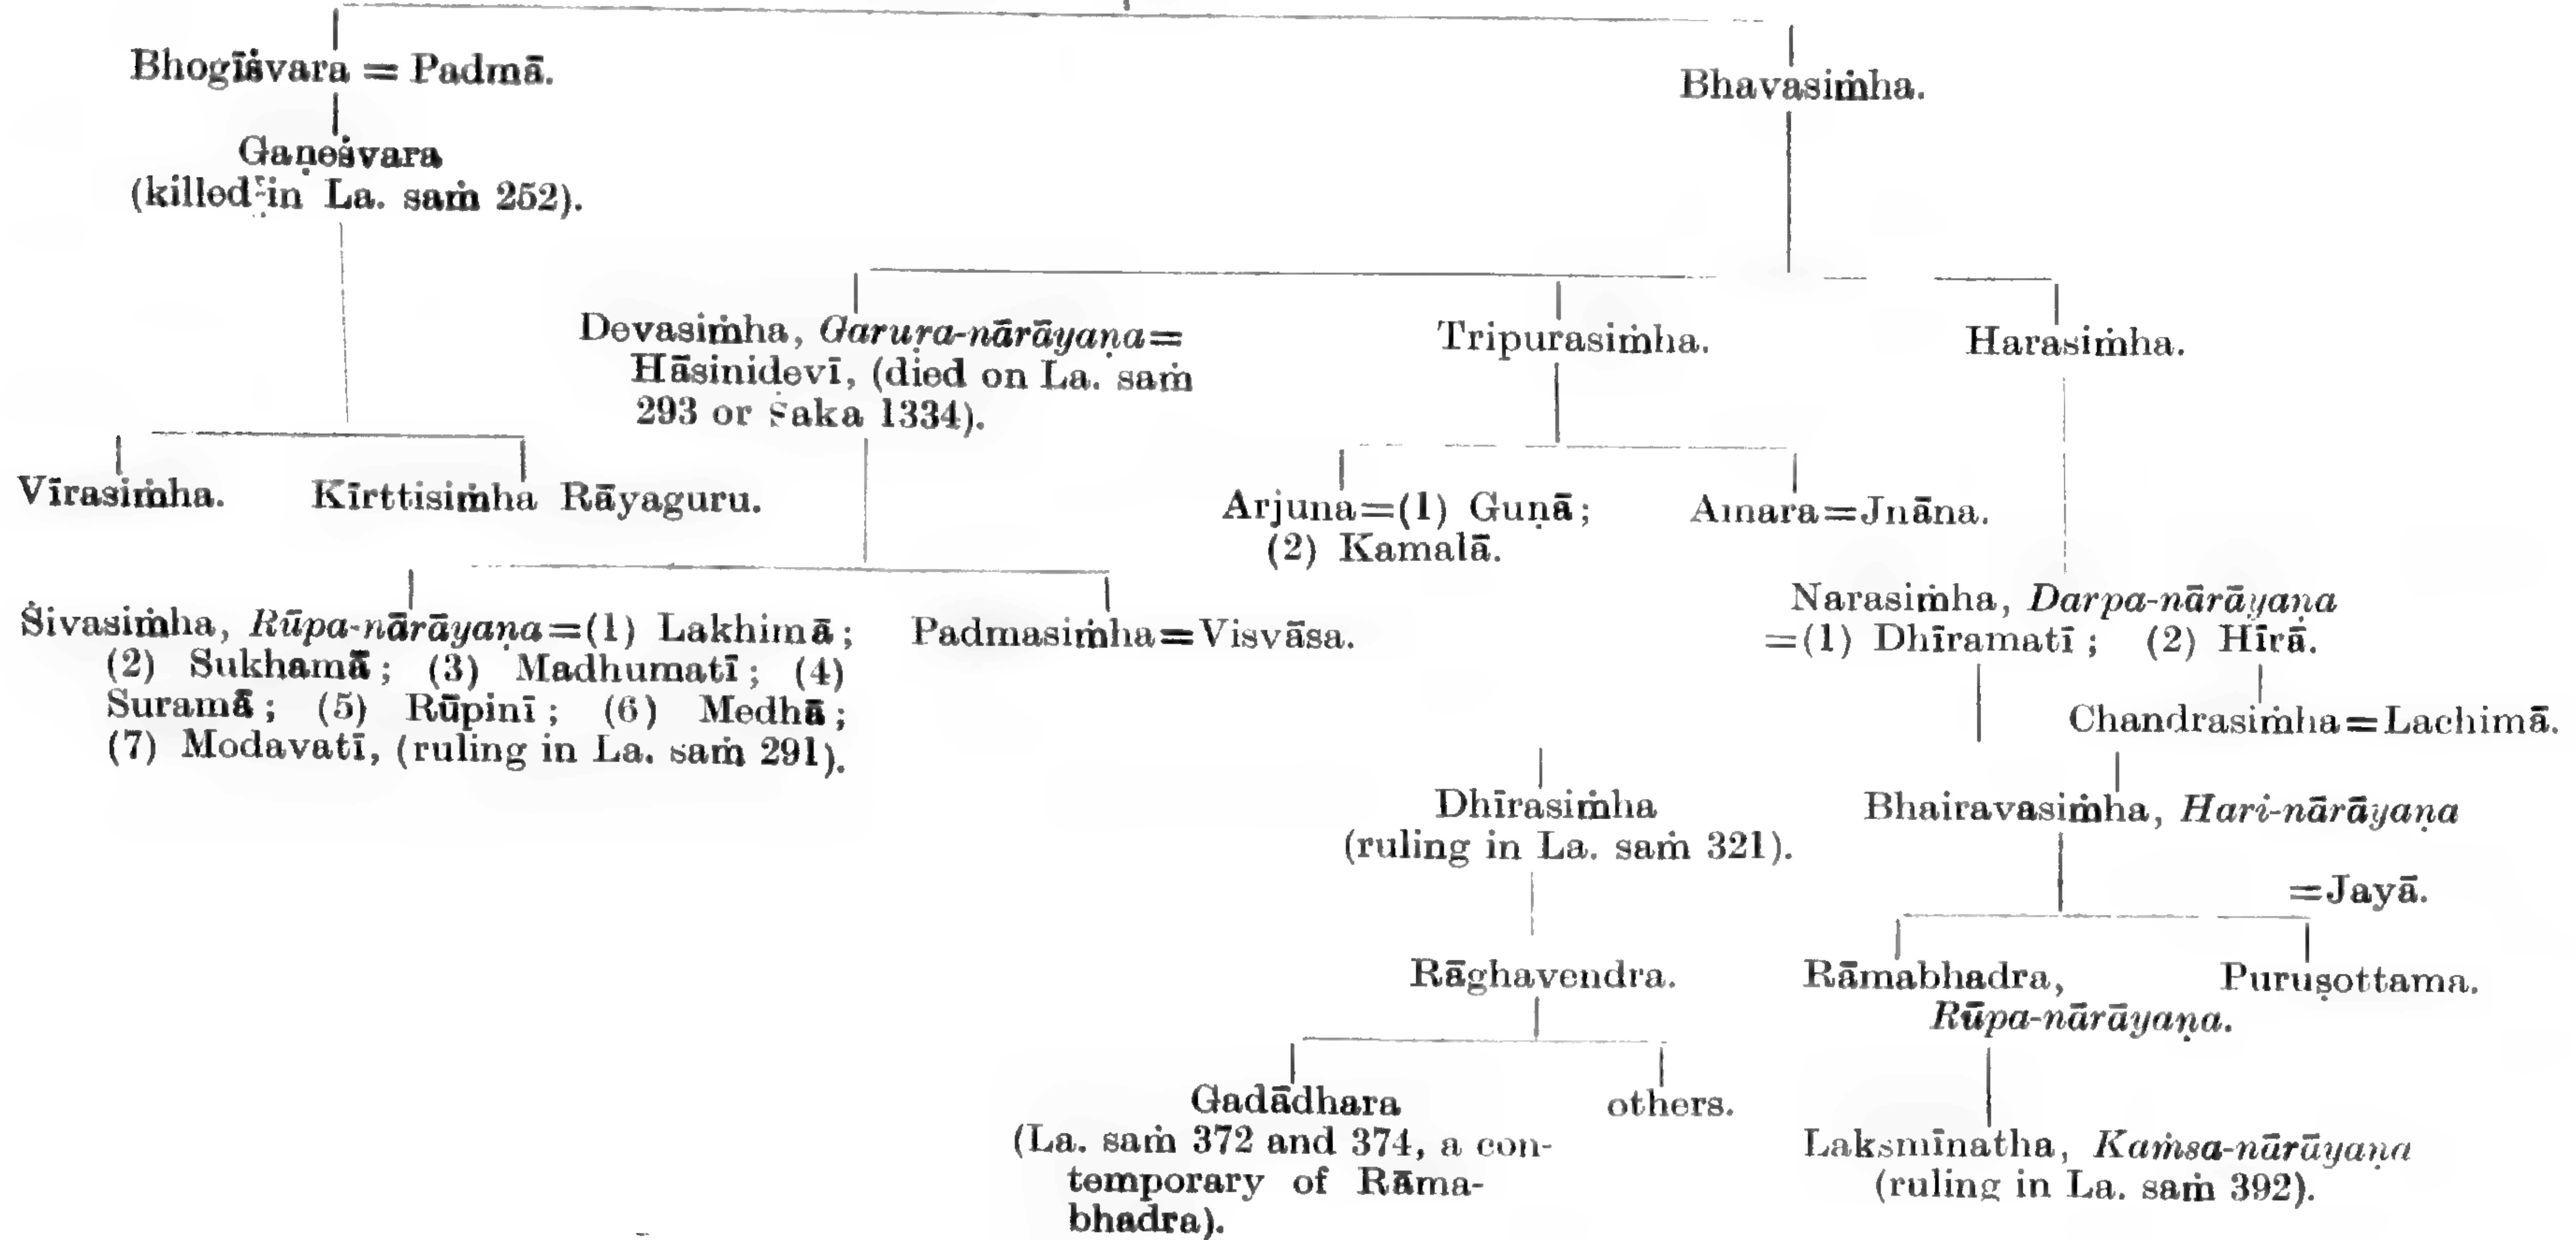 Bhogīśvara = Padmā.
Bhavasiṁha.
Gaṇeśvara
(killed in La. saṁ 252).
Devasiṁha, Garuṛa-nārāyaṇa=
Hāsinidevī, (died on La. saṁ
293 or Śaka 1334).
Tripurasiṁha.
Harasiṁha.
Vīrasiṁha.
Kīrttisiṁha Rāyaguru.
Arjuna=(1) Guṇā;
(2) Kamalā.
Amara=Jnāna.
Śivasiṁha, Rūpa-nārāyaṇa=(1) Lakhimā;
(2) Sukhamā; (3) Madhumatī; (4)
Suramā; (5) Rūpinī; (6) Medhā;
(7) Modavatī, (ruling in La. saṁ 291).
Padmasiṁha=Visvāsa.
Narasiṁha, Darpa-nārāyaṇa
=(1) Dhīramatī; (2) Hīrā.
Chandrasiṁha=Lachimā.
Dhīrasiṁha
(ruling in La. saṁ 321).
Bhairavasiṁha, Hari-nārāyaṇa
=Jayā.
Rāghavendra.
Rāmabhadra,
Rūpa-nārāyaṇa.
Puruṣottama.
Gadādhara
(La. saṁ 372 and 374, a con-
temporary of Rāma-
bhadra).
others.
Laksmīnatha, Kaṁsa-nārāyaṇa
(ruling in La. saṁ 392).